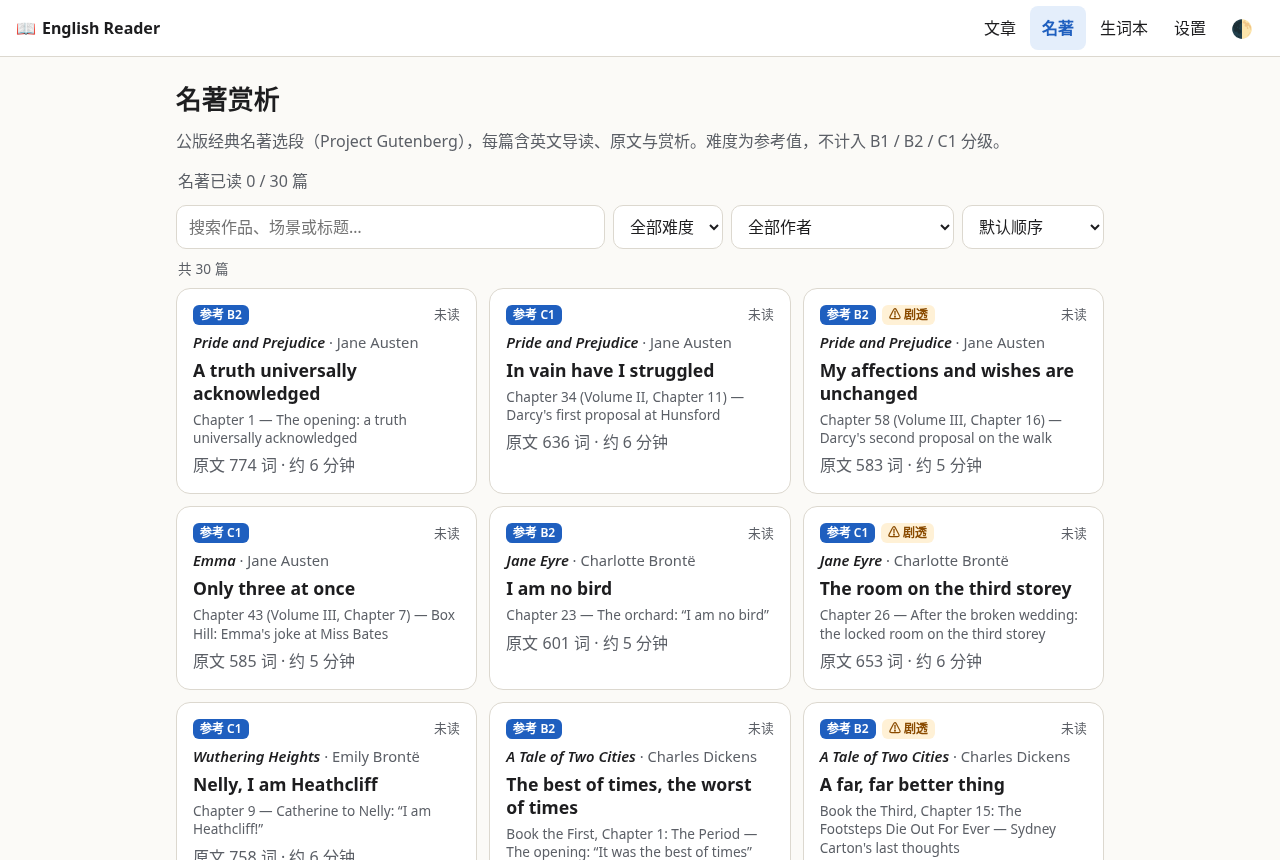 📖 English Reader
文章
名著
生词本
设置
🌓
名著赏析
公版经典名著选段（Project Gutenberg），每篇含英文导读、原文与赏析。难度为参考值，不计入 B1 / B2 / C1 分级。
名著已读 0 / 30 篇
搜索作品、场景或标题…
全部难度
全部作者
默认顺序
共 30 篇
参考 B2
未读
Pride and Prejudice · Jane Austen
A truth universally
acknowledged
Chapter 1 — The opening: a truth
universally acknowledged
原文 774 词 · 约 6 分钟
参考 C1
未读
Pride and Prejudice · Jane Austen
In vain have I struggled
Chapter 34 (Volume II, Chapter 11) —
Darcy's first proposal at Hunsford
原文 636 词 · 约 6 分钟
参考 B2
⚠ 剧透
未读
Pride and Prejudice · Jane Austen
My affections and wishes are
unchanged
Chapter 58 (Volume III, Chapter 16) —
Darcy's second proposal on the walk
原文 583 词 · 约 5 分钟
参考 C1
未读
Emma · Jane Austen
Only three at once
Chapter 43 (Volume III, Chapter 7) — Box
Hill: Emma's joke at Miss Bates
原文 585 词 · 约 5 分钟
参考 B2
未读
Jane Eyre · Charlotte Brontë
I am no bird
Chapter 23 — The orchard: “I am no bird”
原文 601 词 · 约 5 分钟
参考 C1
⚠ 剧透
未读
Jane Eyre · Charlotte Brontë
The room on the third storey
Chapter 26 — After the broken wedding:
the locked room on the third storey
原文 653 词 · 约 6 分钟
参考 C1
未读
Wuthering Heights · Emily Brontë
Nelly, I am Heathcliff
Chapter 9 — Catherine to Nelly: “I am
Heathcliff!”
原文 758 词 · 约 6 分钟
参考 B2
未读
A Tale of Two Cities · Charles Dickens
The best of times, the worst
of times
Book the First, Chapter 1: The Period —
The opening: “It was the best of times”
参考 B2
⚠ 剧透
未读
A Tale of Two Cities · Charles Dickens
A far, far better thing
Book the Third, Chapter 15: The
Footsteps Die Out For Ever — Sydney
Carton's last thoughts